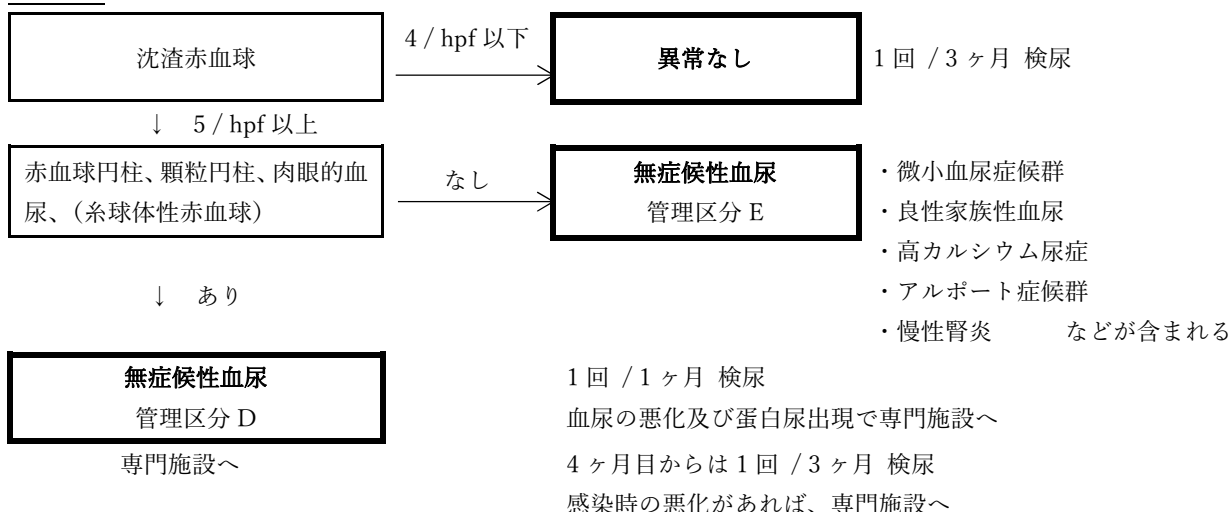 沈渣赤血球
4 / hpf 以下
異常なし
1 回 / 3 ヶ月 検尿
↓ 5 / hpf 以上
赤血球円柱、顆粒円柱、肉眼的血
尿、（糸球体性赤血球）
なし
無症候性血尿
管理区分 E
・微小血尿症候群
・良性家族性血尿
・高カルシウム尿症
・アルポート症候群
・慢性腎炎 などが含まれる
↓ あり
無症候性血尿
管理区分 D
専門施設へ
1 回 / 1 ヶ月 検尿
血尿の悪化及び蛋白尿出現で専門施設へ
4 ヶ月目からは 1 回 / 3 ヶ月 検尿
感染時の悪化があれば、専門施設へ